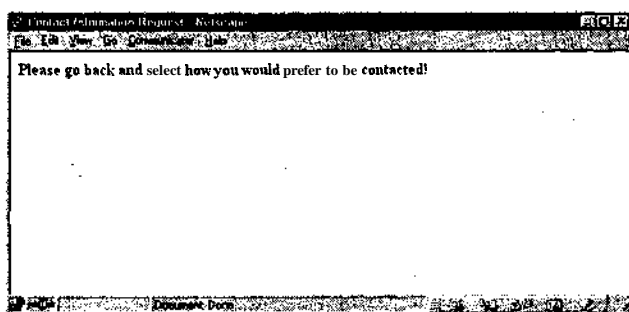 Contact Information Request - Netscape
File Edit View Go Communicator Help
Please go back and select how you would prefer to be contacted!
Document: Done